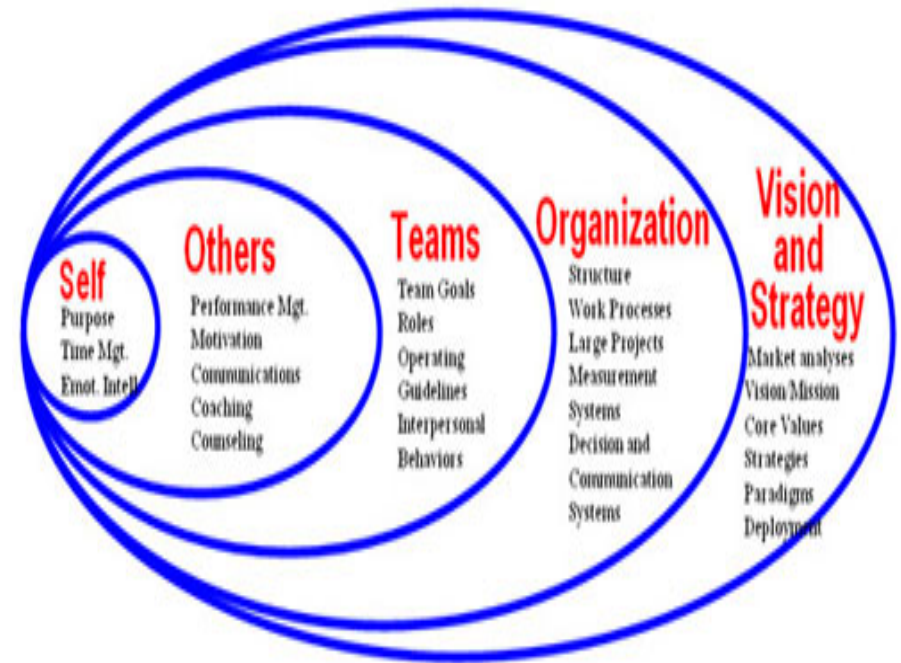 Self
Purpose
Time Mgt.
Emot. Intell
Others
Performance Mgt.
Motivation
Communications
Coaching
Counseling
Teams
Team Goals
Roles
Operating
Guidelines
Interpersonal
Behaviors
Organization
Structure
Work Processes
Large Projects
Measurement
Systems
Decision and
Communication
Systems
Vision
and
Strategy
Market analyses
Vision/Mission
Core Values
Strategies
Paradigms
Deployment